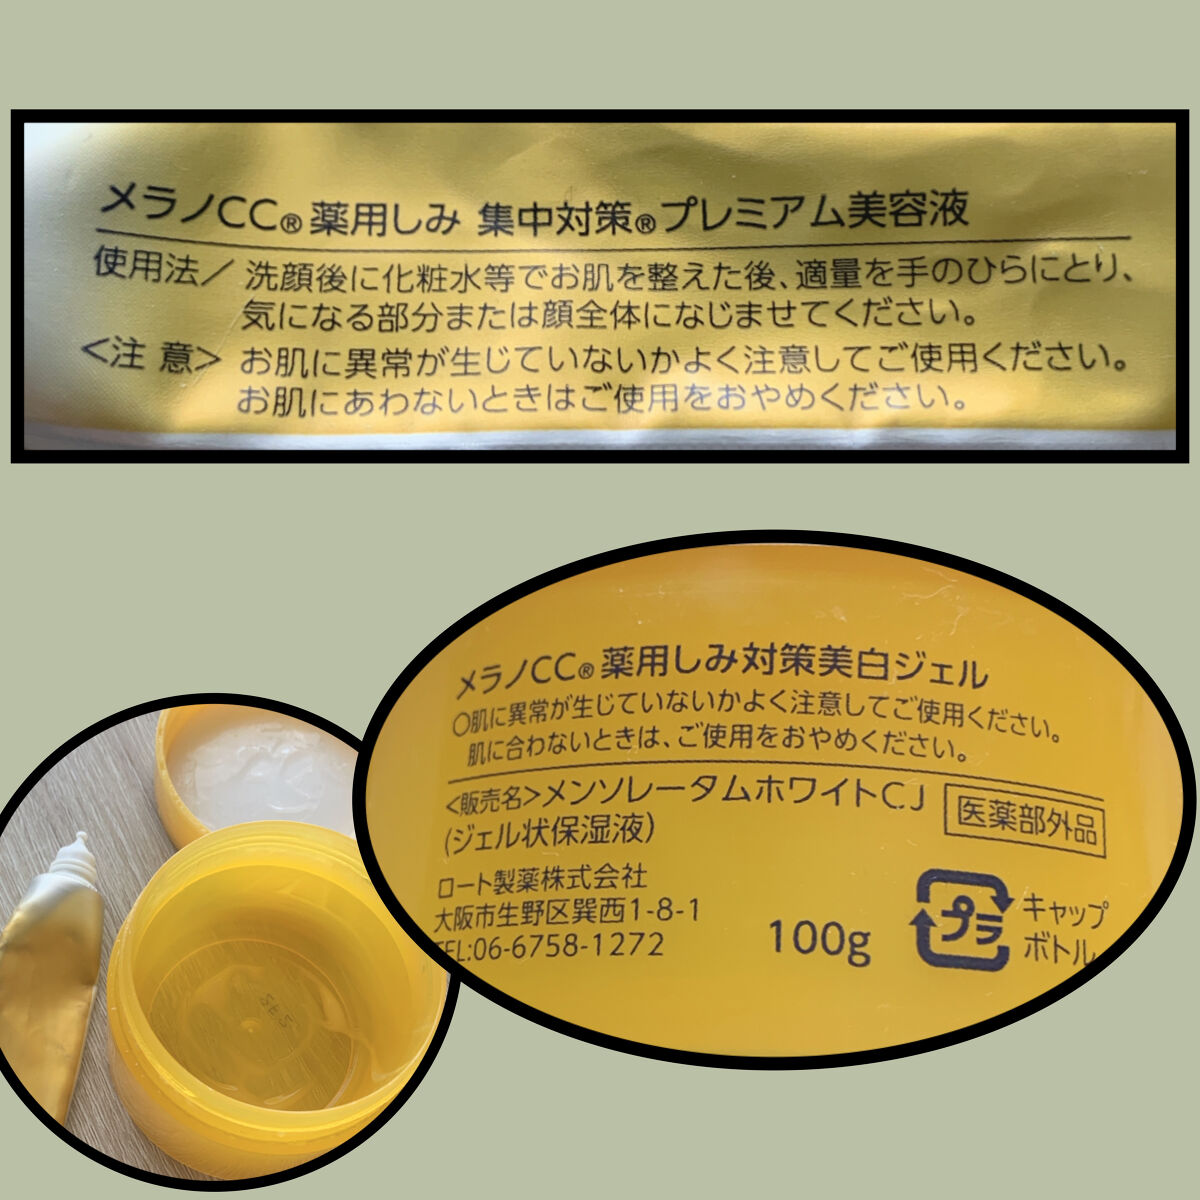 メラノCC®薬用しみ 集中対策®プレミアム美容液
使用法／洗顔後に化粧水等でお肌を整えた後、適量を手のひらにとり、
気になる部分または顔全体になじませてください。
＜注 意＞お肌に異常が生じていないかよく注意してご使用ください。
お肌にあわないときはご使用をおやめください。
メラノCC®薬用しみ対策美白ジェル
○肌に異常が生じていないかよく注意してご使用ください。
肌に合わないときは、ご使用をおやめください。
＜販売名＞メンソレータムホワイトCJ
(ジェル状保湿液)
医薬部外品
ロート製薬株式会社
大阪市生野区巽西1-8-1
TEL:06-6758-1272
100g
プラ
キャップ
ボトル